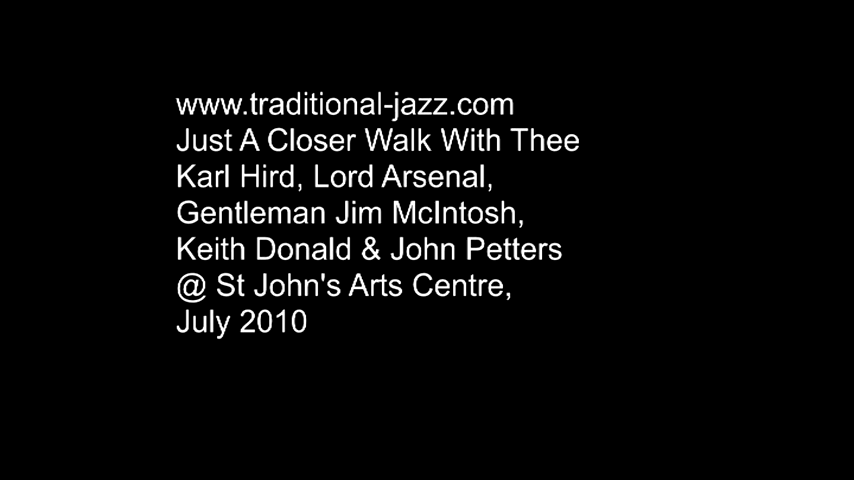 www.traditional-jazz.com
Just A Closer Walk With Thee
Karl Hird, Lord Arsenal,
Gentleman Jim McIntosh,
Keith Donald & John Petters
@ St John's Arts Centre,
July 2010